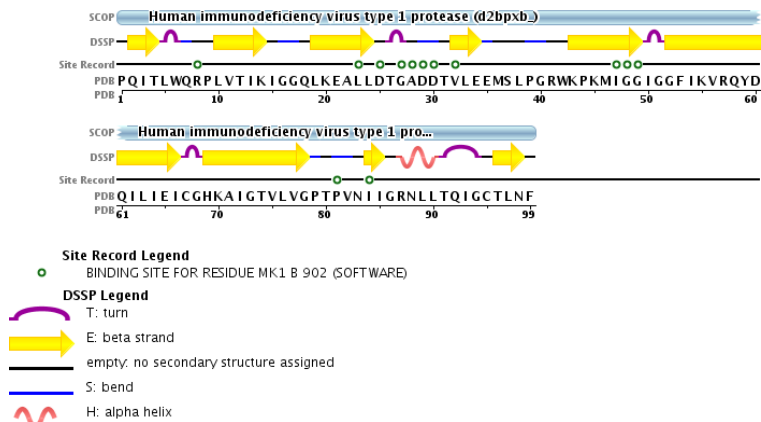 SCOP Human immunodeficiency virus type 1 protease (d2bpxb_)
DSSP
Site Record
PDB PQITLWQRPLVTIKIGGQLKEALLDTGADDTVLEEMSLPGRWKPKMIGGIGGFIKVRQYD
PDB 1 10 20 30 40 50 60
SCOP Human immunodeficiency virus type 1 pro...
DSSP
Site Record
PDB QILIEICGHKAIGTVLVGPTPVNIIGRNLLTQIGCTLNF
PDB 61 70 80 90 99
Site Record Legend
BINDING SITE FOR RESIDUE MK1 B 902 (SOFTWARE)
DSSP Legend
T: turn
E: beta strand
empty: no secondary structure assigned
S: bend
H: alpha helix